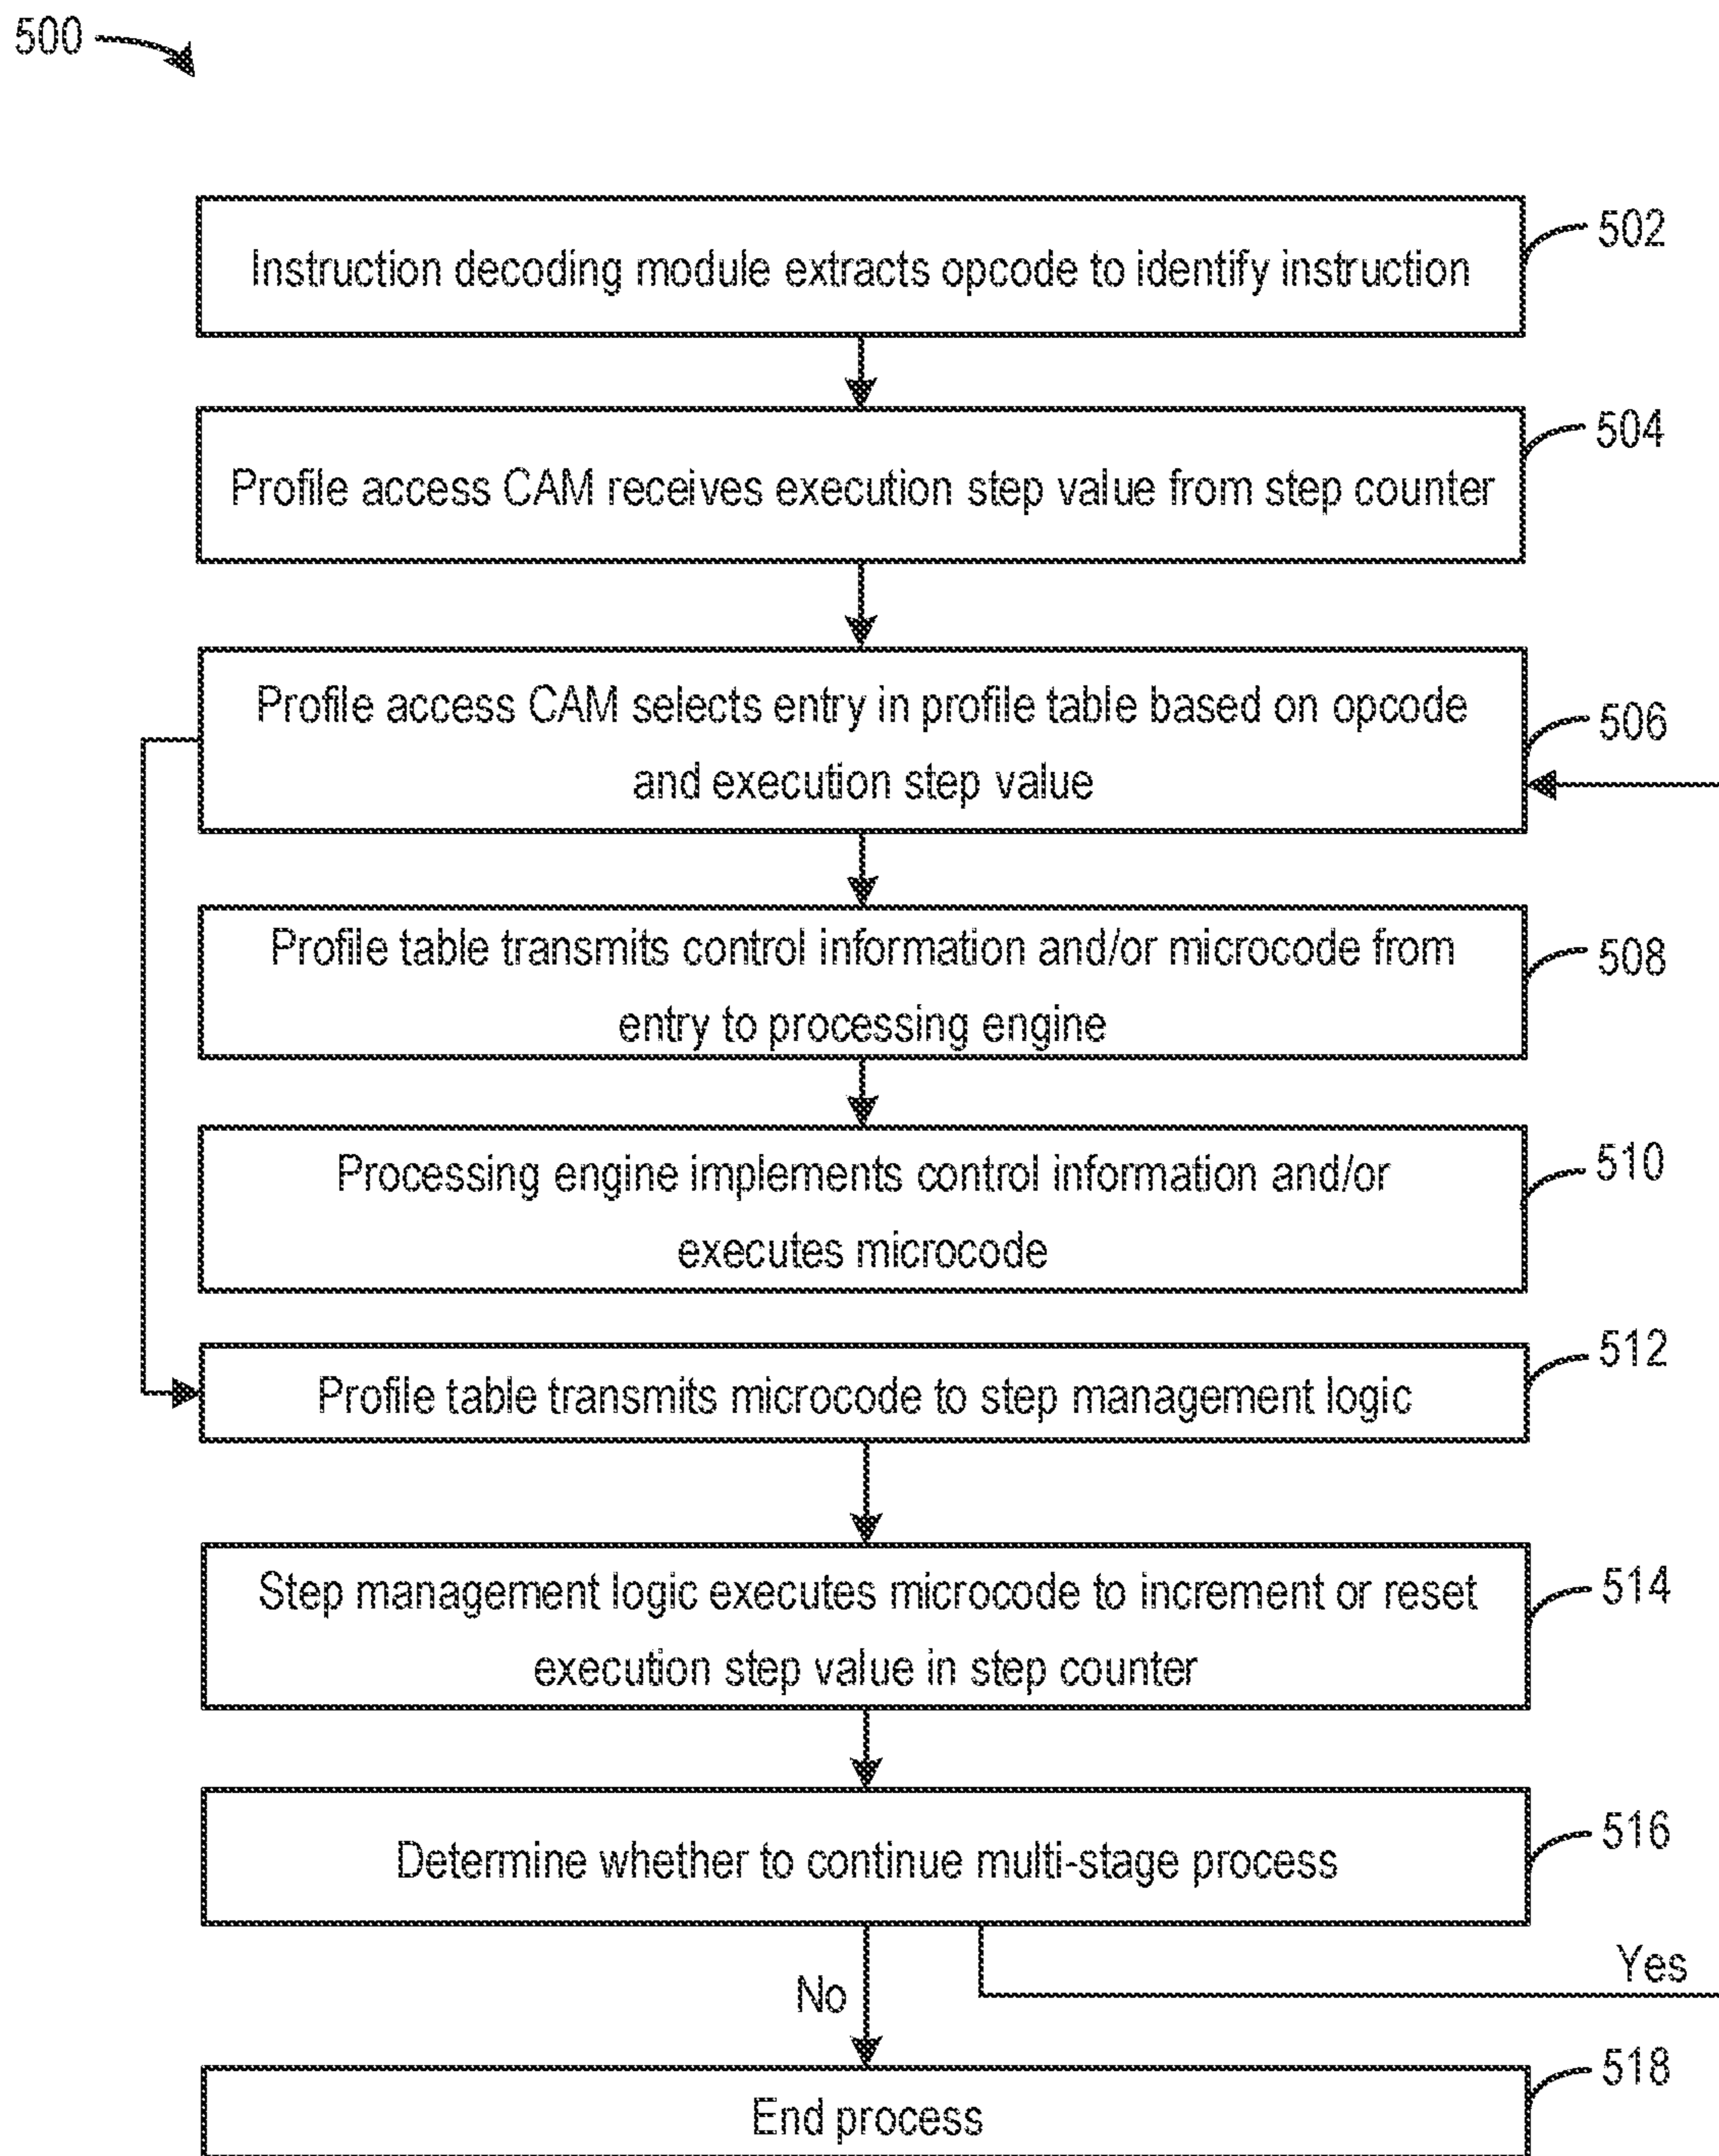 500
Instruction decoding module extracts opcode to identify instruction
502
Profile access CAM receives execution step value from step counter
504
Profile access CAM selects entry in profile table based on opcode
and execution step value
506
Profile table transmits control information and/or microcode from
entry to processing engine
508
Processing engine implements control information and/or
executes microcode
510
Profile table transmits microcode to step management logic
512
Step management logic executes microcode to increment or reset
execution step value in step counter
514
Determine whether to continue multi-stage process
516
No
Yes
End process
518